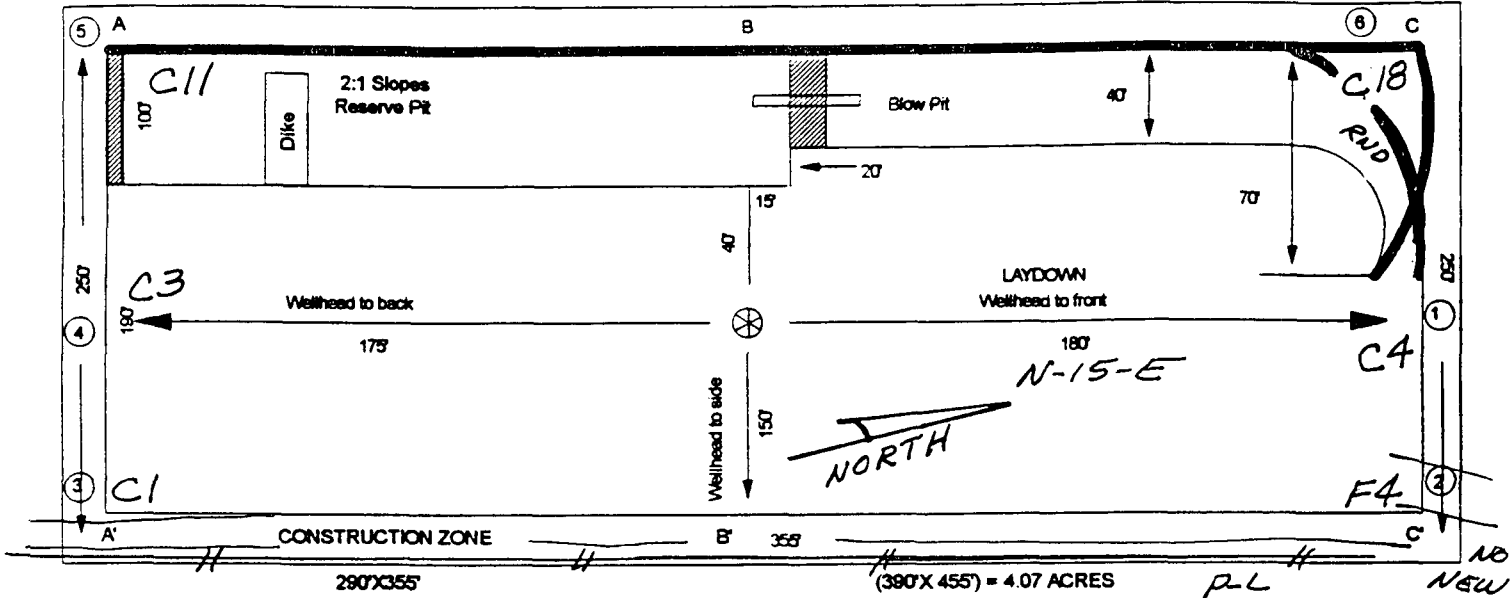 5 A B 6 C
C11 2:1 Slopes
Reserve Pit
100'
Dike
Blow Pit
40'
C.18
RND
20'
15'
40'
70'
250'
C3
190'
Wellhead to back
175'
LAYDOWN
Wellhead to front
180'
250'
4
1
C4
N-15-E
NORTH
Wellhead to side
150'
3
C1
F4
2
A' CONSTRUCTION ZONE B' 355' C'
290'X355' (390'X 455') = 4.07 ACRES P-L
NO
NEW